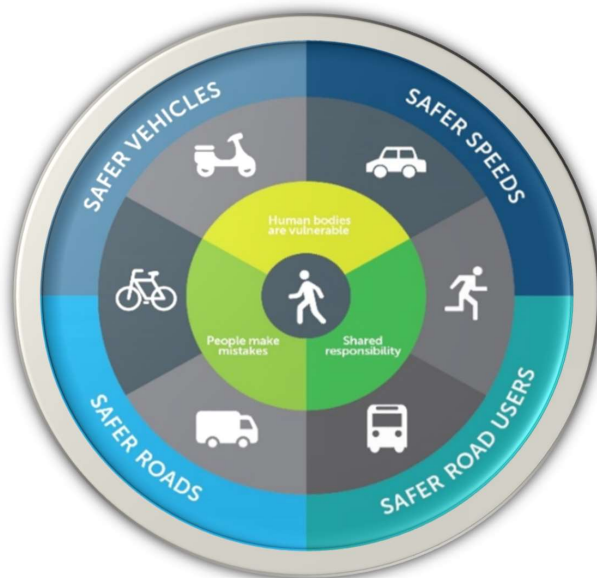 SAFER VEHICLES
SAFER SPEEDS
Human bodies
are vulnerable
People make
mistakes
Shared
responsibility
SAFER ROADS
SAFER ROAD USERS